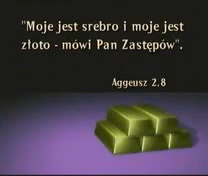 "Moje jest srebro i moje jest
złoto - mówi Pan Zastępów".
Aggeusz 2,8